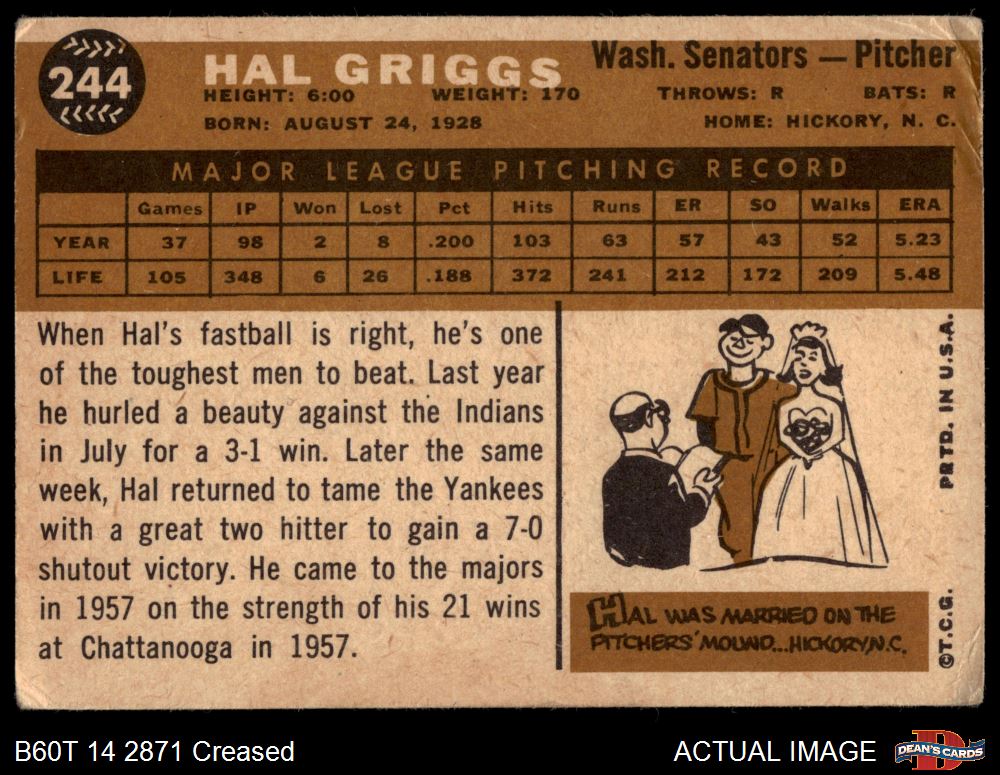 244
HAL GRIGGS
Wash. Senators — Pitcher
HEIGHT: 6:00 WEIGHT: 170 THROWS: R BATS: R
BORN: AUGUST 24, 1928 HOME: HICKORY, N. C.
MAJOR LEAGUE PITCHING RECORD
Games IP Won Lost Pct Hits Runs ER SO Walks ERA
YEAR 37 98 2 8 .200 103 63 57 43 52 5.23
LIFE 105 348 6 26 .188 372 241 212 172 209 5.48
When Hal's fastball is right, he's one
of the toughest men to beat. Last year
he hurled a beauty against the Indians
in July for a 3-1 win. Later the same
week, Hal returned to tame the Yankees
with a great two hitter to gain a 7-0
shutout victory. He came to the majors
in 1957 on the strength of his 21 wins
at Chattanooga in 1957.
HAL WAS MARRIED ON THE
PITCHERS' MOUND...HICKORY,N.C.
PRTD. IN U.S.A.
©T.C.G.
B60T 14 2871 Creased
ACTUAL IMAGE
D
DEAN'S CARDS